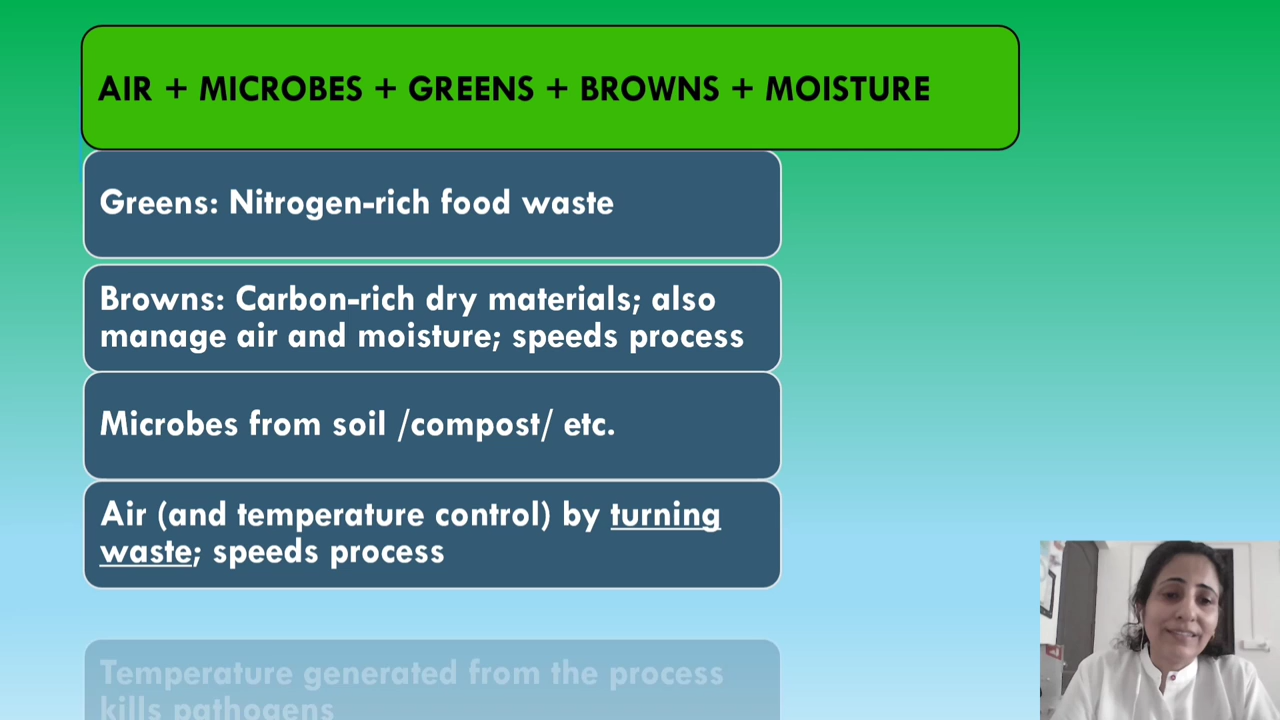 AIR + MICROBES + GREENS + BROWNS + MOISTURE
Greens: Nitrogen-rich food waste
Browns: Carbon-rich dry materials; also
manage air and moisture; speeds process
Microbes from soil /compost/ etc.
Air (and temperature control) by turning
waste; speeds process
Temperature generated from the process
kills pathogens